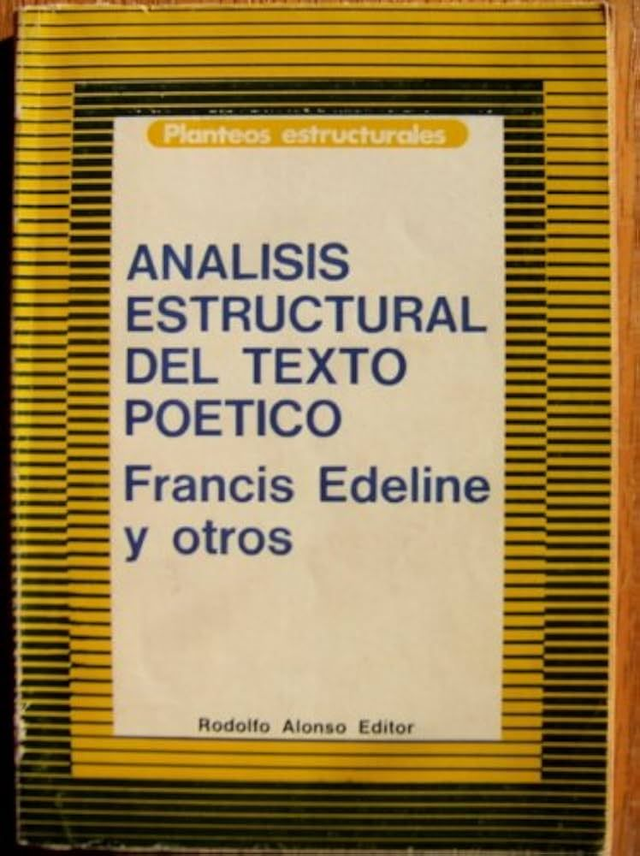 Planteos estructurales
ANALISIS
ESTRUCTURAL
DEL TEXTO
POETICO
Francis Edeline
y otros
Rodolfo Alonso Editor